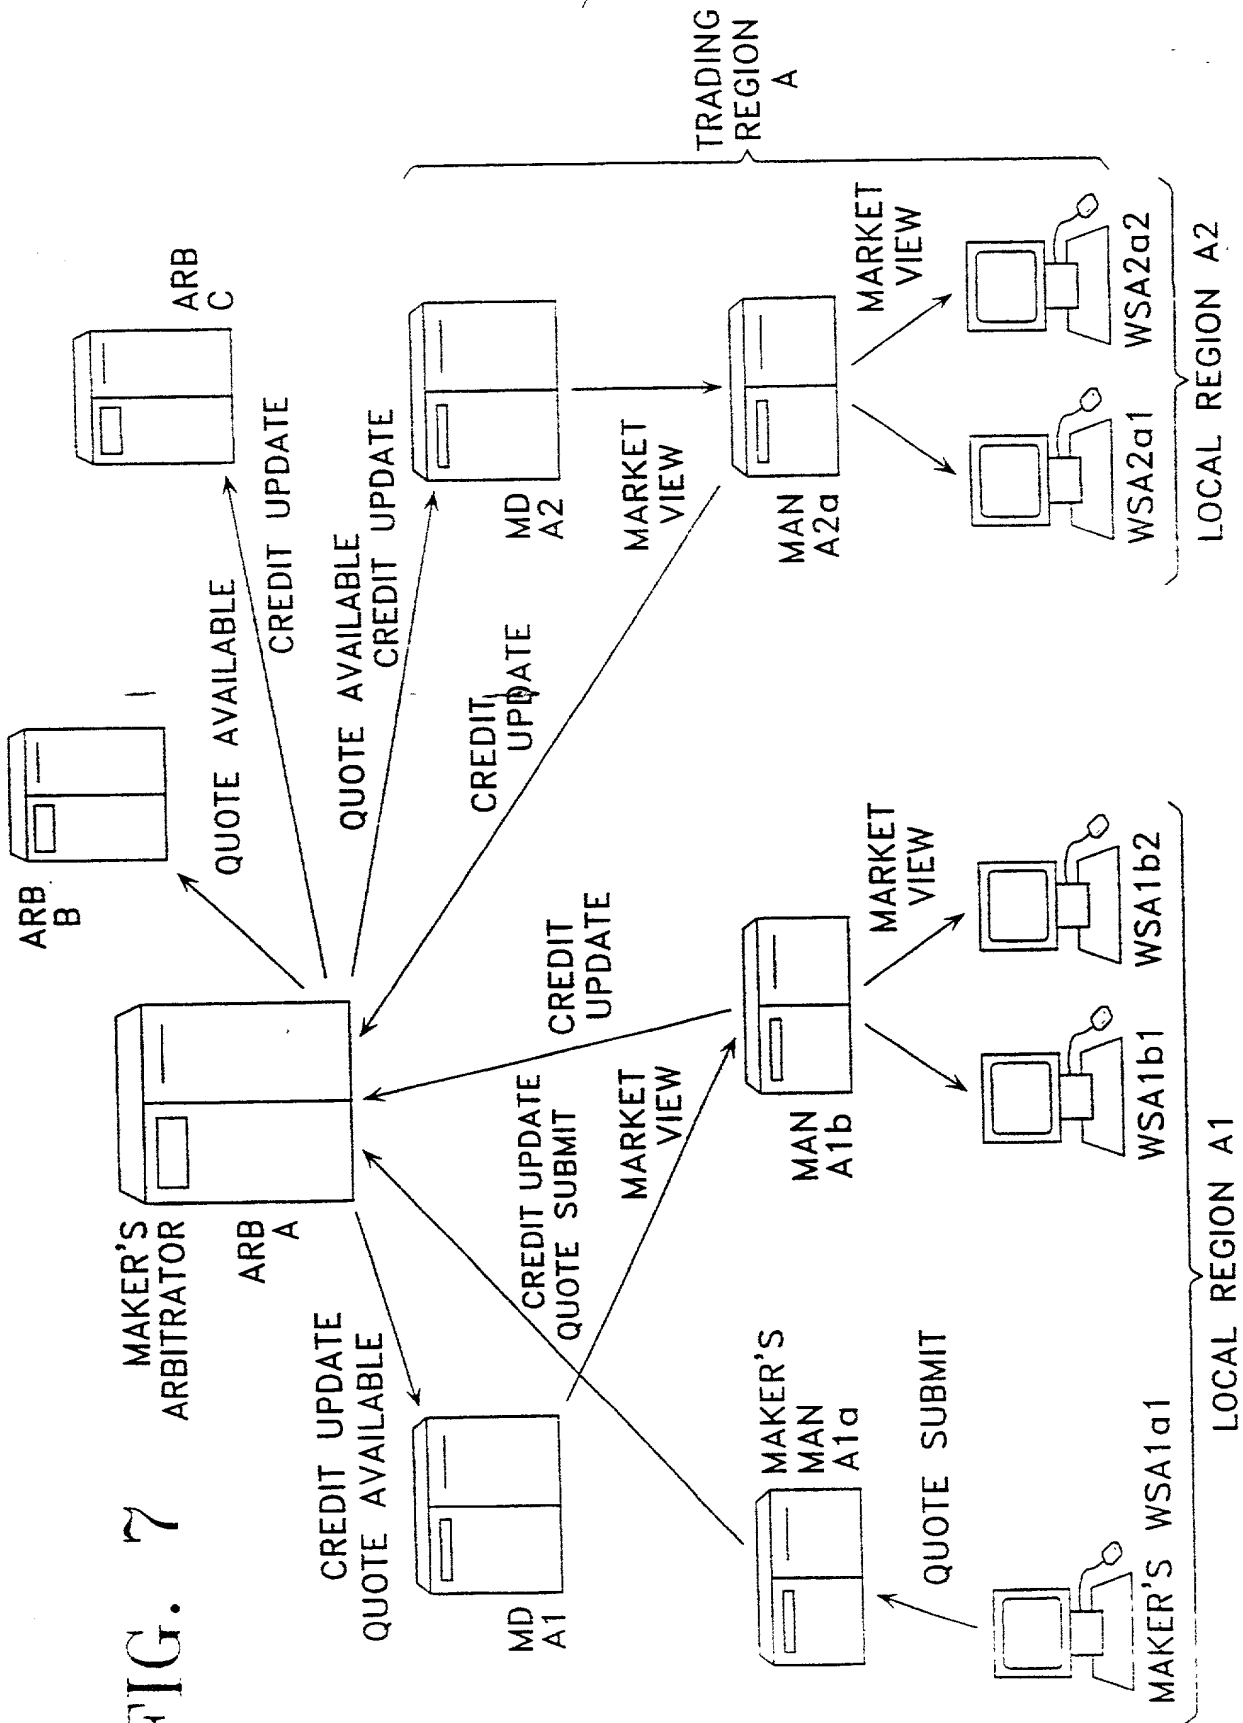 FIG. 7
MAKER'S
ARBITRATOR
ARB
A
ARB
B
ARB
C
QUOTE AVAILABLE
CREDIT UPDATE
QUOTE AVAILABLE
CREDIT UPDATE
CREDIT UPDATE
QUOTE AVAILABLE
MD
A1
MD
A2
CREDIT
UPDATE
CREDIT
UPDATE
CREDIT UPDATE
QUOTE SUBMIT
MARKET
VIEW
MARKET
VIEW
MAKER'S
MAN
A1a
MAN
A1b
MAN
A2a
QUOTE SUBMIT
MARKET
VIEW
MARKET
VIEW
MAKER'S WSA1a1
WSA1b1
WSA1b2
WSA2a1
WSA2a2
LOCAL REGION A1
LOCAL REGION A2
TRADING
REGION
A